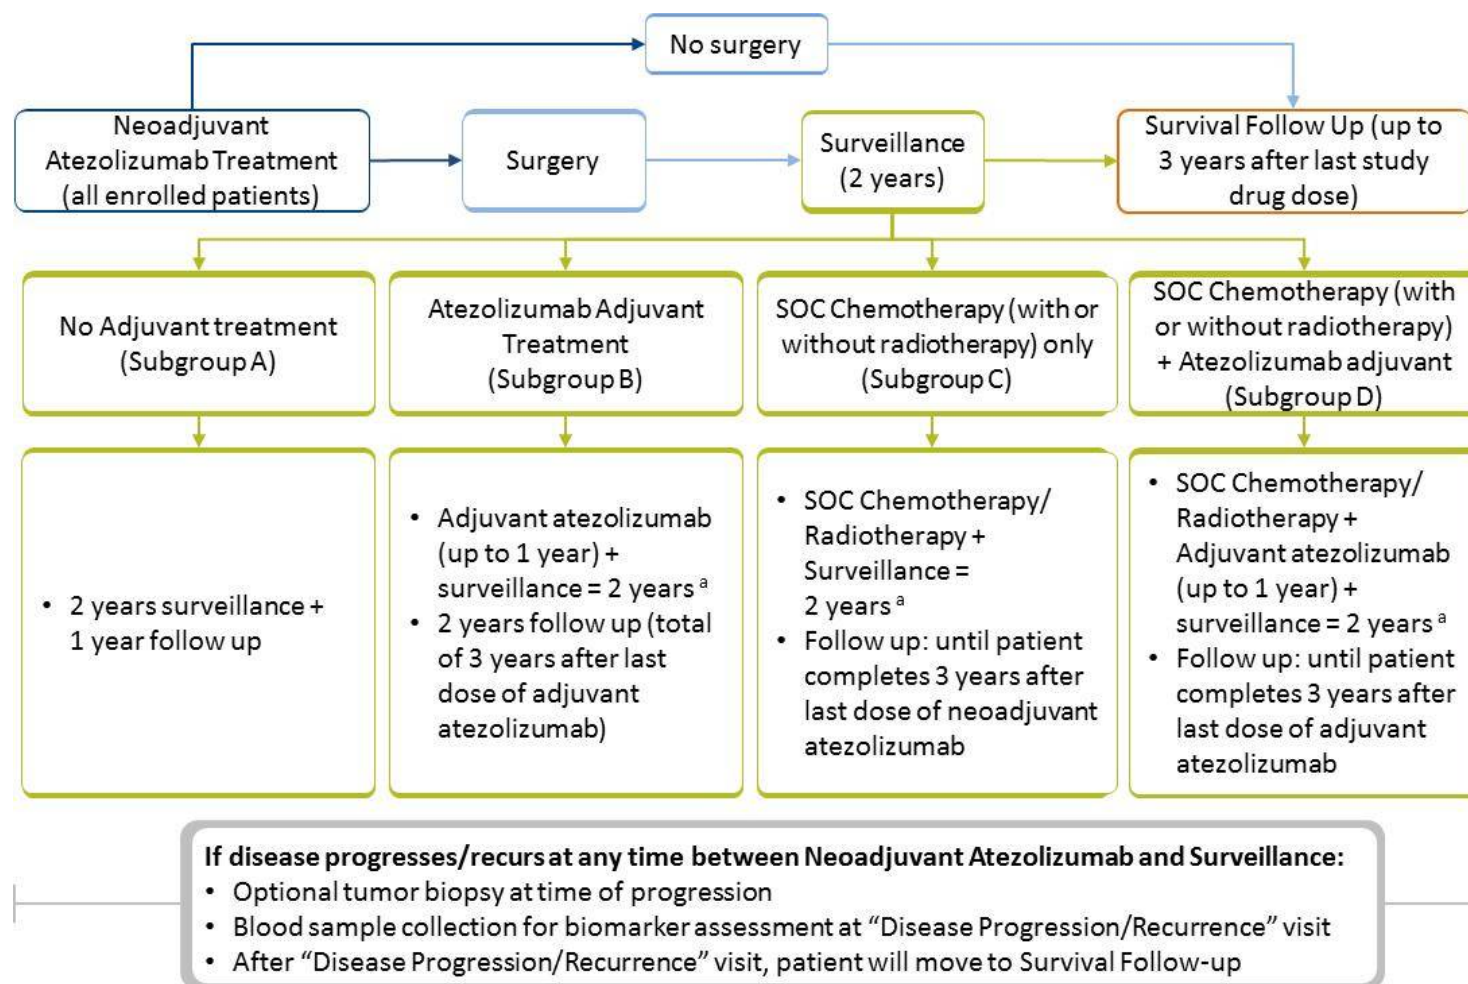 No surgery
Neoadjuvant
Atezolizumab Treatment
(all enrolled patients)
Surgery
Surveillance
(2 years)
Survival Follow Up (up to
3 years after last study
drug dose)
No Adjuvant treatment
(Subgroup A)
Atezolizumab Adjuvant
Treatment
(Subgroup B)
SOC Chemotherapy (with or
without radiotherapy) only
(Subgroup C)
SOC Chemotherapy (with
or without radiotherapy)
+ Atezolizumab adjuvant
(Subgroup D)
• 2 years surveillance +
1 year follow up
• Adjuvant atezolizumab
(up to 1 year) +
surveillance = 2 years a
• 2 years follow up (total
of 3 years after last
dose of adjuvant
atezolizumab)
• SOC Chemotherapy/
Radiotherapy +
Surveillance =
2 years a
• Follow up: until patient
completes 3 years after
last dose of neoadjuvant
atezolizumab
• SOC Chemotherapy/
Radiotherapy +
Adjuvant atezolizumab
(up to 1 year) +
surveillance = 2 years a
• Follow up: until patient
completes 3 years after
last dose of adjuvant
atezolizumab
If disease progresses/recurs at any time between Neoadjuvant Atezolizumab and Surveillance:
• Optional tumor biopsy at time of progression
• Blood sample collection for biomarker assessment at “Disease Progression/Recurrence” visit
• After “Disease Progression/Recurrence” visit, patient will move to Survival Follow-up